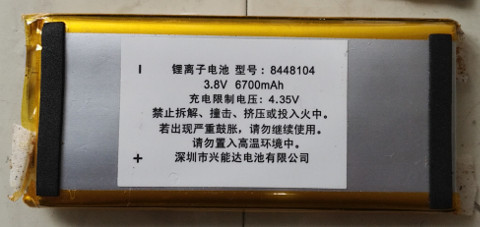 锂离子电池 型号：8448104
3.8V 6700mAh
充电限制电压：4.35V
禁止拆解、撞击、挤压或投入火中。
若出现严重鼓胀，请勿继续使用。
请勿置入高温环境中。
深圳市兴能达电池有限公司